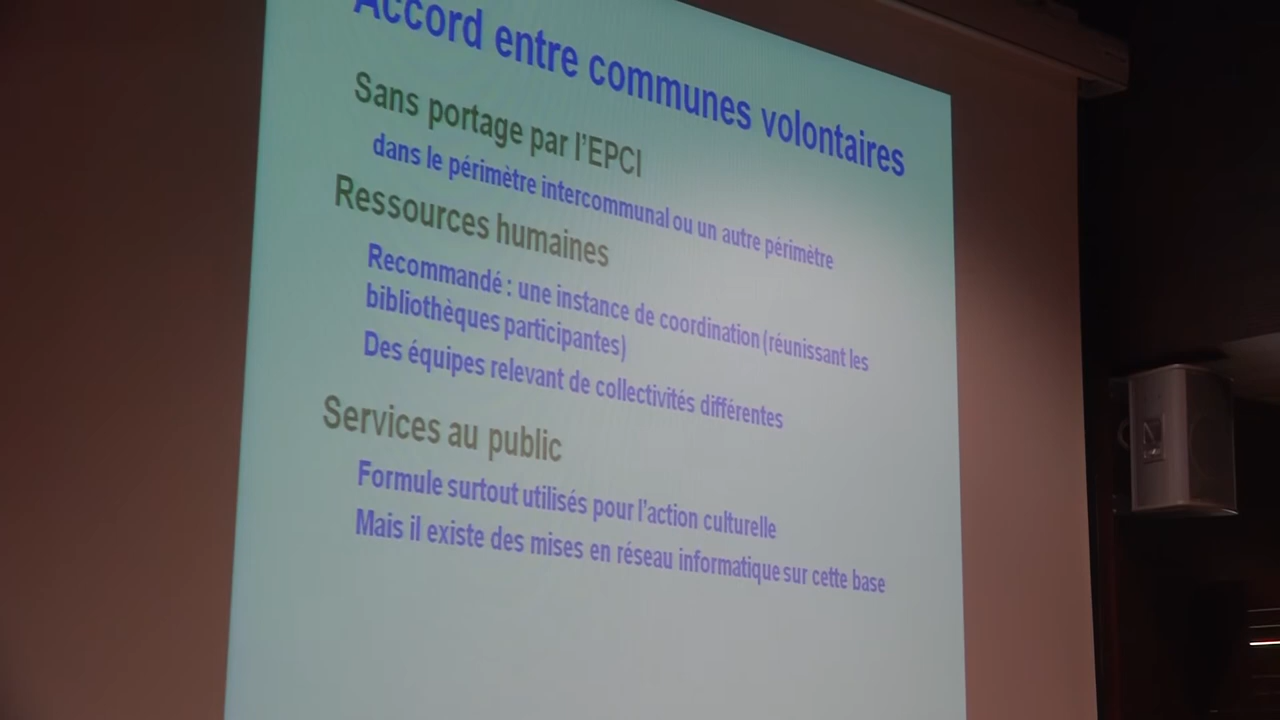 Accord entre communes volontaires
Sans portage par l'EPCI
dans le périmètre intercommunal ou un autre périmètre
Ressources humaines
Recommandé : une instance de coordination (réunissant les
bibliothèques participantes)
Des équipes relevant de collectivités différentes
Services au public
Formule surtout utilisés pour l'action culturelle
Mais il existe des mises en réseau informatique sur cette base